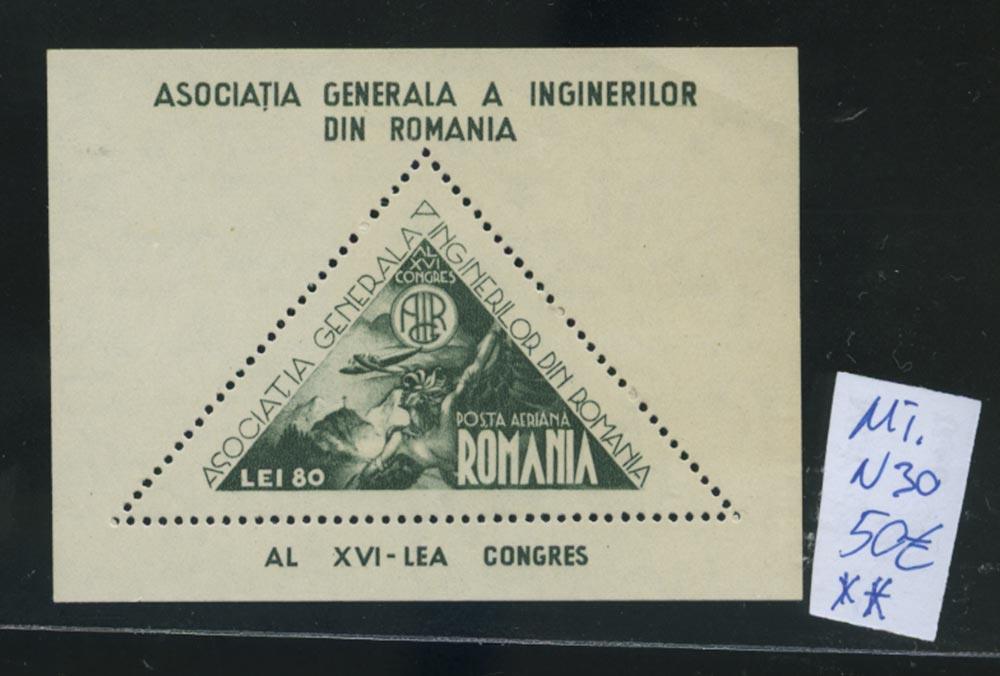 ASOCIAȚIA GENERALA A INGINERILOR
DIN ROMANIA
ASOCIAȚIA GENERALA A INGINERILOR DIN ROMANIA
AL
XVI
CONGRES
AGIR
POSTA AERIANA
ROMANIA
LEI 80
AL XVI-LEA CONGRES
MI.
N30
50€
**